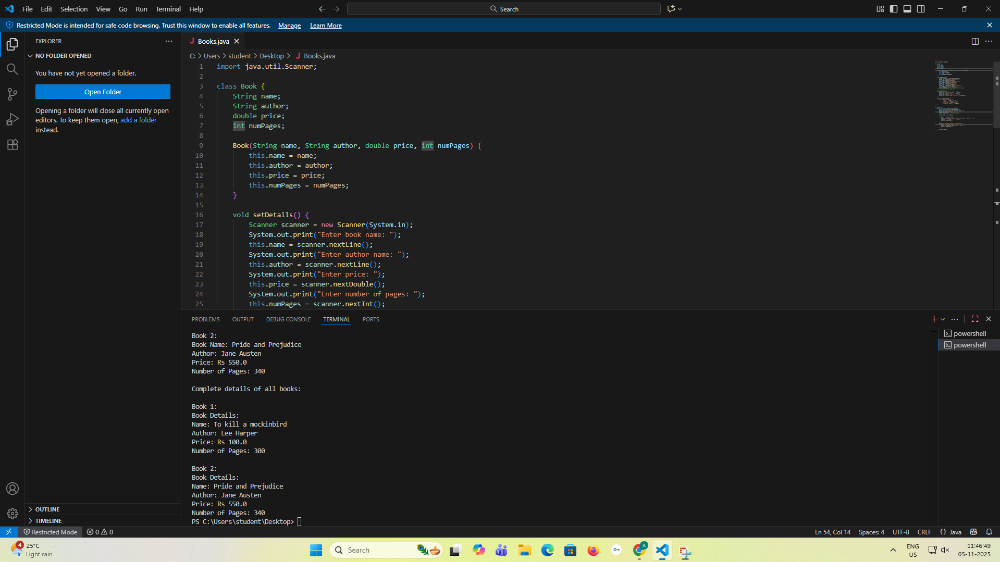 File Edit Selection View Go Run Terminal Help
Search
Restricted Mode is intended for safe code browsing. Trust this window to enable all features. Manage Learn More
EXPLORER
NO FOLDER OPENED
You have not yet opened a folder.
Open Folder
Opening a folder will close all currently open
editors. To keep them open, add a folder
instead.
OUTLINE
TIMELINE
J Books.java
C: > Users > student > Desktop > J Books.java
1 import java.util.Scanner;
2
3 class Book {
4 String name;
5 String author;
6 double price;
7 int numPages;
8
9 Book(String name, String author, double price, int numPages) {
10 this.name = name;
11 this.author = author;
12 this.price = price;
13 this.numPages = numPages;
14 }
15
16 void setDetails() {
17 Scanner scanner = new Scanner(System.in);
18 System.out.print("Enter book name: ");
19 this.name = scanner.nextLine();
20 System.out.print("Enter author name: ");
21 this.author = scanner.nextLine();
22 System.out.print("Enter price: ");
23 this.price = scanner.nextDouble();
24 System.out.print("Enter number of pages: ");
25 this.numPages = scanner.nextInt();
PROBLEMS OUTPUT DEBUG CONSOLE TERMINAL PORTS
Book 2:
Book Name: Pride and Prejudice
Author: Jane Austen
Price: Rs 550.0
Number of Pages: 340
Complete details of all books:
Book 1:
Book Details:
Name: To kill a mockinbird
Author: Lee Harper
Price: Rs 100.0
Number of Pages: 300
Book 2:
Book Details:
Name: Pride and Prejudice
Author: Jane Austen
Price: Rs 550.0
Number of Pages: 340
PS C:\Users\student\Desktop>
powershell
powershell
Restricted Mode 0 0
Ln 54, Col 14 Spaces: 4 UTF-8 CRLF {} Java
4
25°C
Light rain
Search
A
ENG
US
11:46:49
05-11-2025